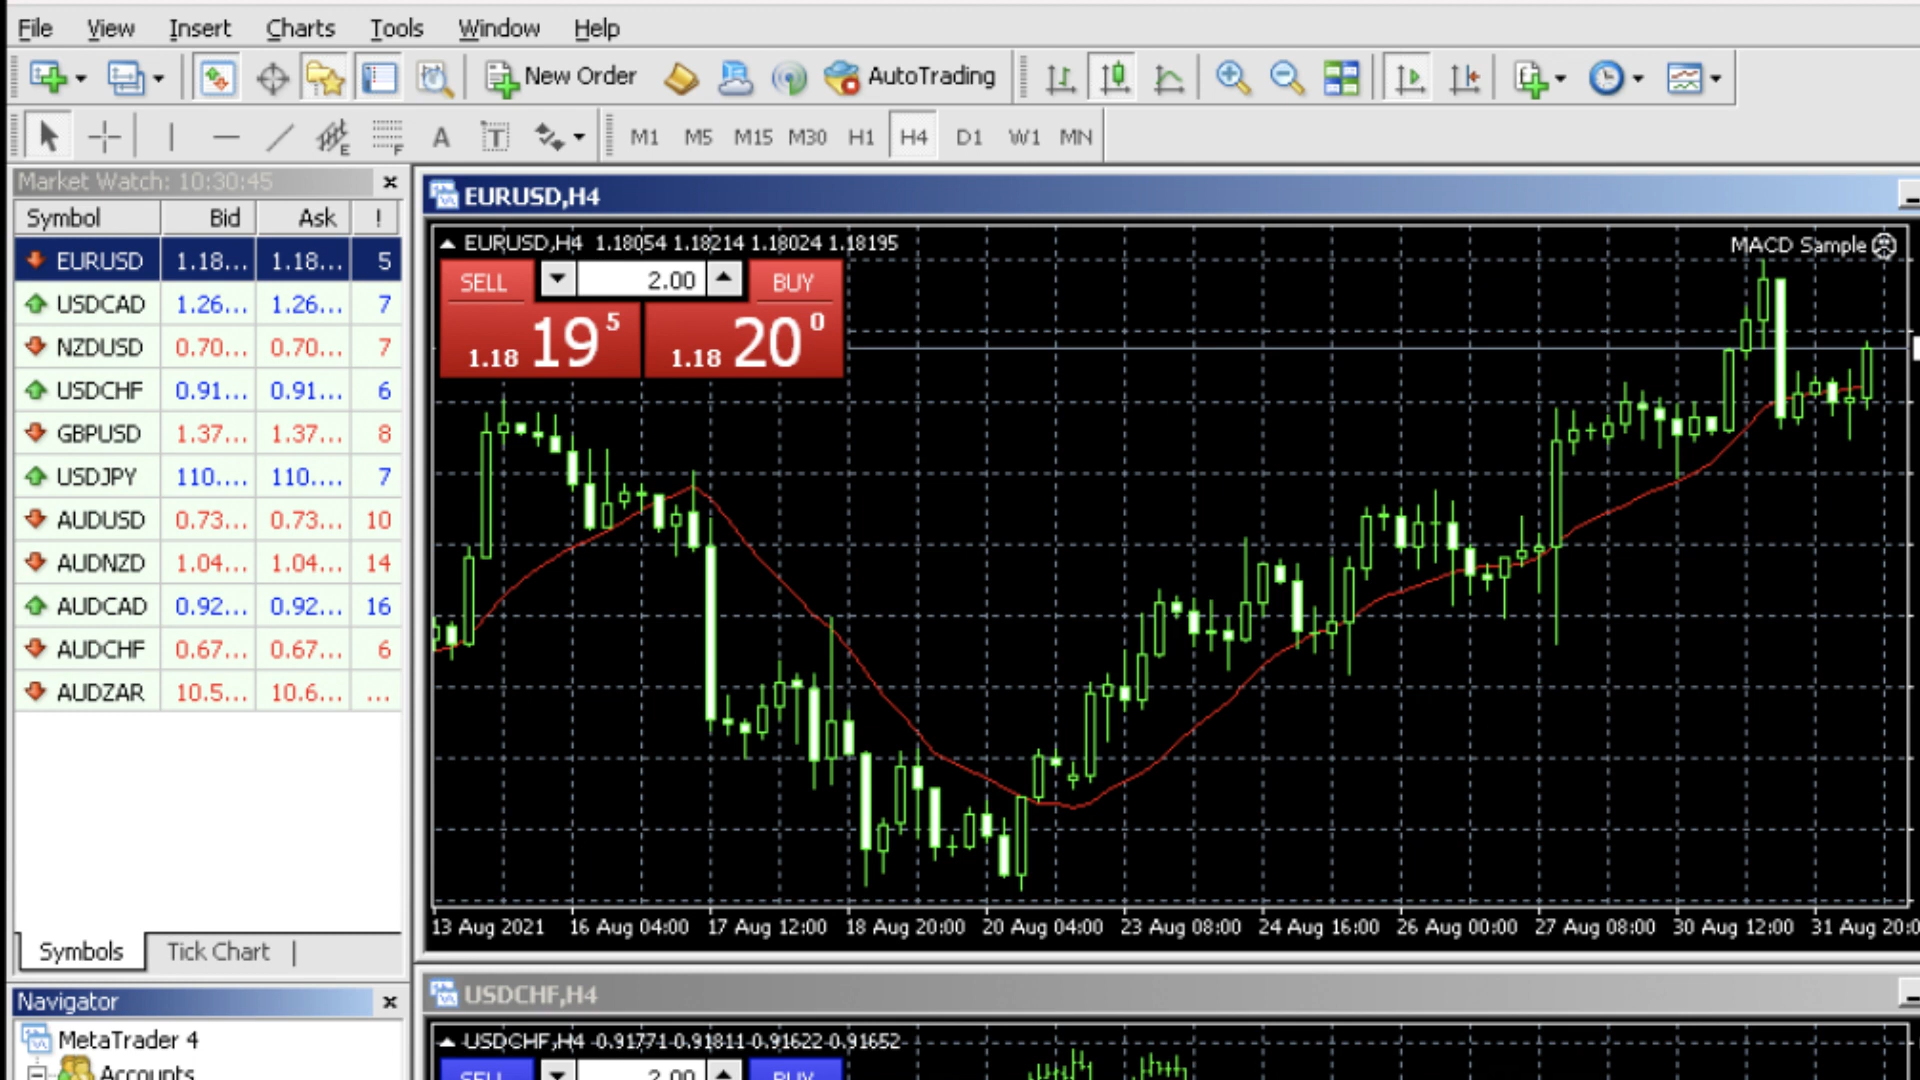 File View Insert Charts Tools Window Help
New Order AutoTrading
A T M1 M5 M15 M30 H1 H4 D1 W1 MN
Market Watch: 10:30:45
Symbol Bid Ask !
EURUSD 1.18... 1.18... 5
USDCAD 1.26... 1.26... 7
NZDUSD 0.70... 0.70... 7
USDCHF 0.91... 0.91... 6
GBPUSD 1.37... 1.37... 8
USDJPY 110.... 110.... 7
AUDUSD 0.73... 0.73... 10
AUDNZD 1.04... 1.04... 14
AUDCAD 0.92... 0.92... 16
AUDCHF 0.67... 0.67... 6
AUDZAR 10.5... 10.6... ...
Symbols Tick Chart
Navigator
MetaTrader 4
Accounts
EURUSD,H4
EURUSD,H4 1.18054 1.18214 1.18024 1.18195
MACD Sample
SELL 2.00 BUY
1.18 19 5 1.18 20 0
13 Aug 2021 16 Aug 04:00 17 Aug 12:00 18 Aug 20:00 20 Aug 04:00 23 Aug 08:00 24 Aug 16:00 26 Aug 00:00 27 Aug 08:00 30 Aug 12:00 31 Aug 20:0
USDCHF,H4
USDCHF,H4 0.91771 0.91811 0.91622 0.91652
SELL 2.00 BUY